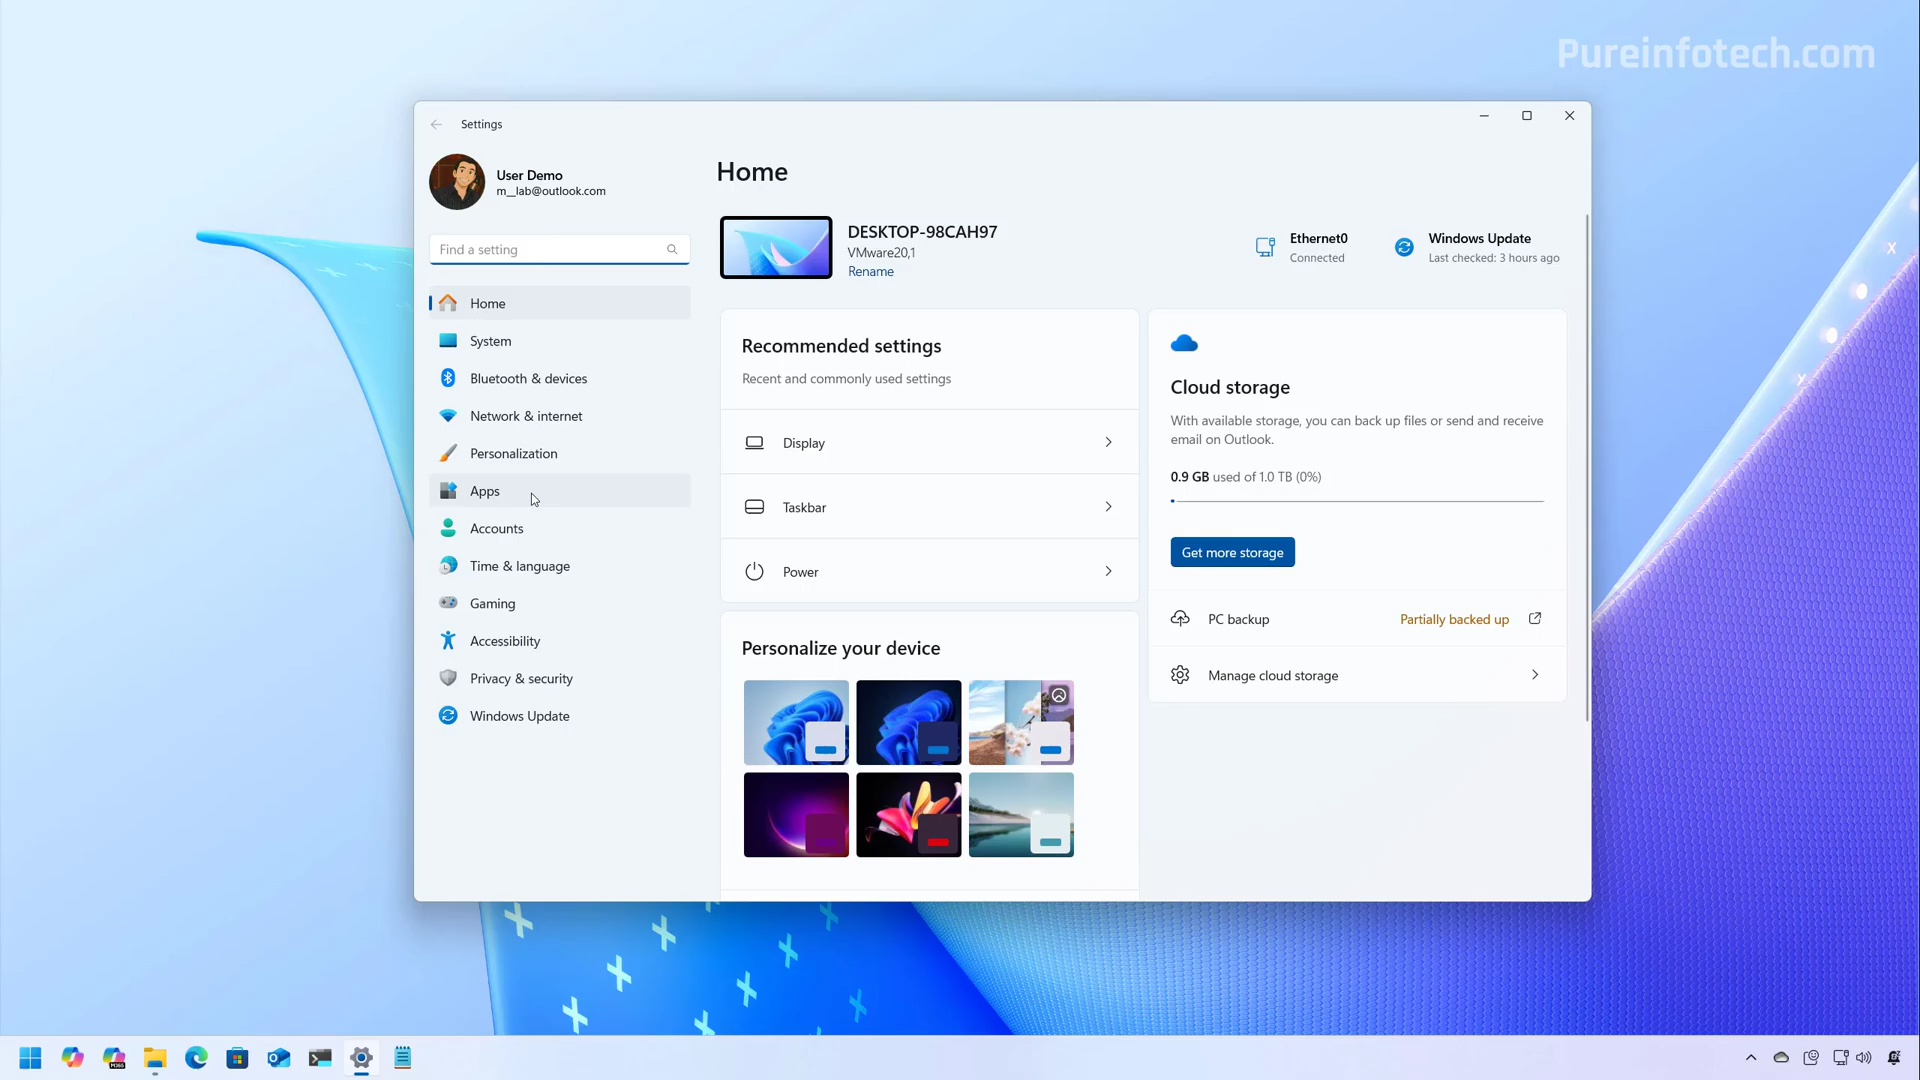 Pureinfotech.com
Settings
User Demo
m__lab@outlook.com
Find a setting
Home
System
Bluetooth & devices
Network & internet
Personalization
Apps
Accounts
Time & language
Gaming
Accessibility
Privacy & security
Windows Update
Home
DESKTOP-98CAH97
VMware20,1
Rename
Ethernet0
Connected
Windows Update
Last checked: 3 hours ago
Recommended settings
Recent and commonly used settings
Display
Taskbar
Power
Personalize your device
Cloud storage
With available storage, you can back up files or send and receive
email on Outlook.
0.9 GB used of 1.0 TB (0%)
Get more storage
PC backup Partially backed up
Manage cloud storage
M365